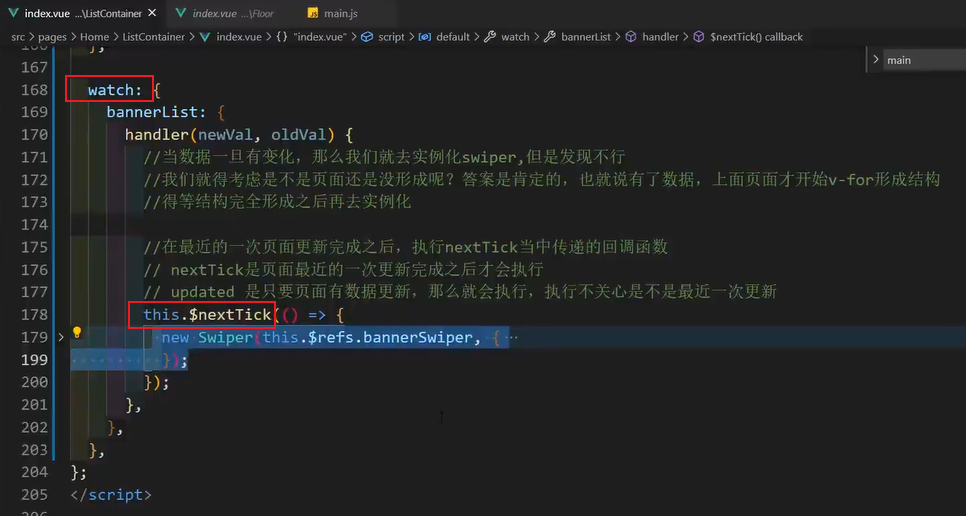 index.vue ...\ListContainer × index.vue ...\Floor JS main.js
src > pages > Home > ListContainer > index.vue > {} "index.vue" > script > default > watch > bannerList > handler > $nextTick() callback
main
166 },
167
168 watch: {
169 bannerList: {
170 handler(newVal, oldVal) {
171 //当数据一旦有变化，那么我们就去实例化swiper,但是发现不行
172 //我们就得考虑是不是页面还是没形成呢？答案是肯定的，也就说有了数据，上面页面才开始v-for形成结构
173 //得等结构完全形成之后再去实例化
174
175 //在最近的一次页面更新完成之后，执行nextTick当中传递的回调函数
176 // nextTick是页面最近的一次更新完成之后才会执行
177 // updated 是只要页面有数据更新，那么就会执行，执行不关心是不是最近一次更新
178 this.$nextTick(() => {
179 new Swiper(this.$refs.bannerSwiper, { ...
199 });
200 });
201 },
202 },
203 },
204 };
205 </script>
206